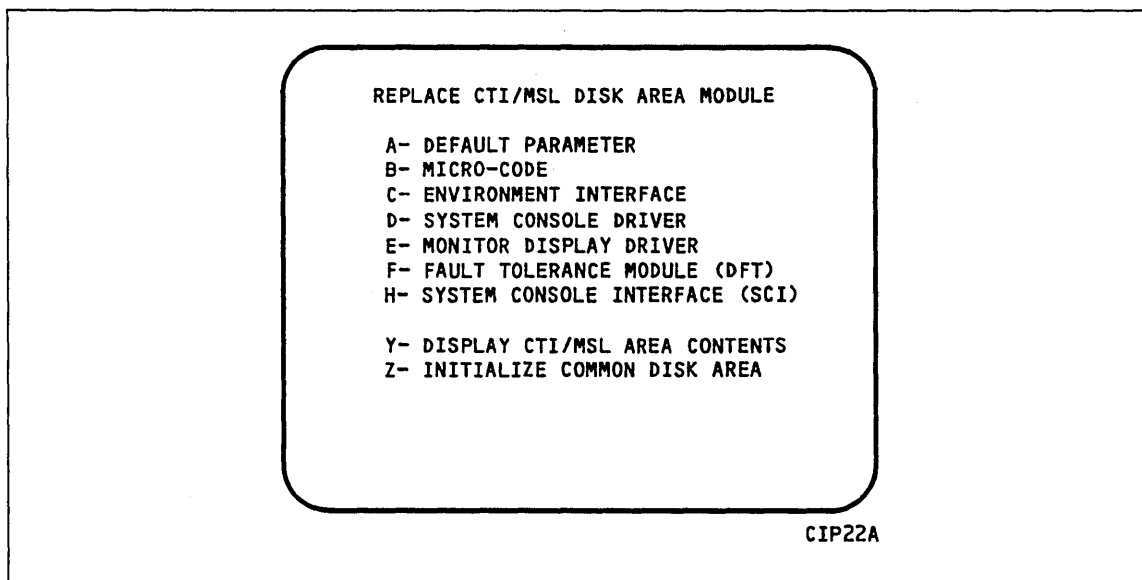 REPLACE CTI/MSL DISK AREA MODULE
A- DEFAULT PARAMETER
B- MICRO-CODE
C- ENVIRONMENT INTERFACE
D- SYSTEM CONSOLE DRIVER
E- MONITOR DISPLAY DRIVER
F- FAULT TOLERANCE MODULE (DFT)
H- SYSTEM CONSOLE INTERFACE (SCI)
Y- DISPLAY CTI/MSL AREA CONTENTS
Z- INITIALIZE COMMON DISK AREA
CIP22A